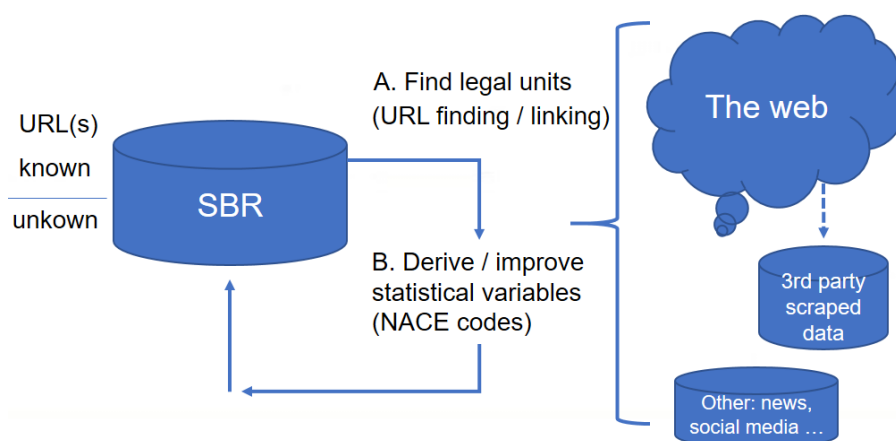 URL(s)
known
unkown
SBR
A. Find legal units
(URL finding / linking)
B. Derive / improve
statistical variables
(NACE codes)
The web
3rd party
scraped
data
Other: news,
social media ...